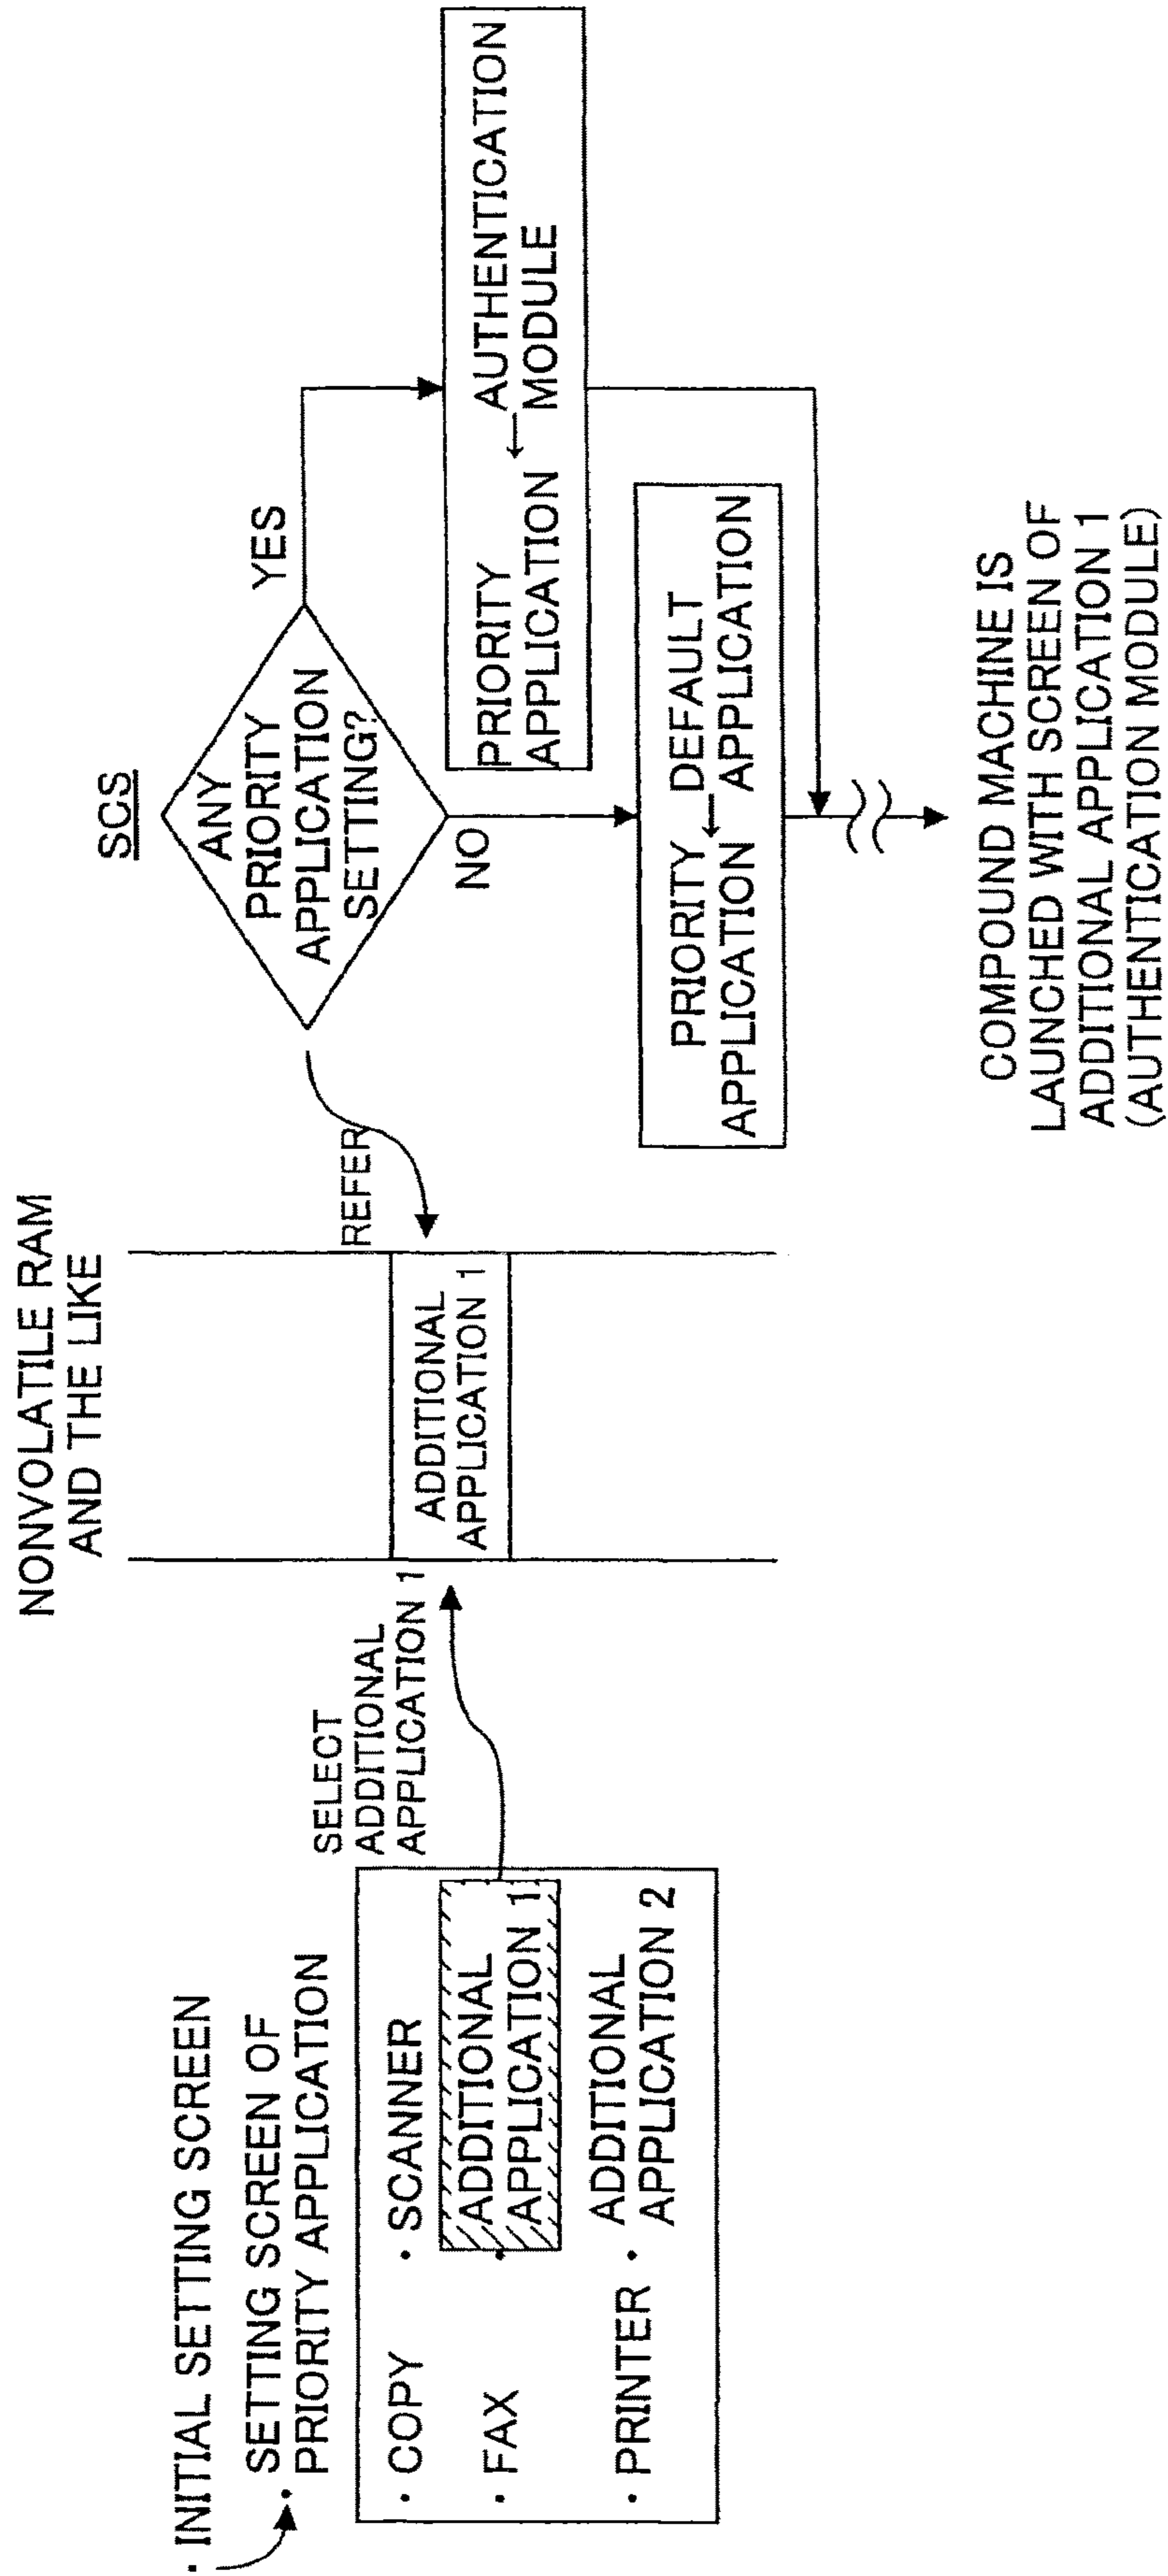 · INITIAL SETTING SCREEN
· SETTING SCREEN OF
PRIORITY APPLICATION
· COPY · SCANNER
· FAX · ADDITIONAL
APPLICATION 1
· PRINTER · ADDITIONAL
APPLICATION 2
SELECT
ADDITIONAL
APPLICATION 1
NONVOLATILE RAM
AND THE LIKE
ADDITIONAL
APPLICATION 1
REFER
SCS
ANY
PRIORITY
APPLICATION
SETTING?
YES
NO
PRIORITY ← AUTHENTICATION
APPLICATION MODULE
PRIORITY ← DEFAULT
APPLICATION APPLICATION
COMPOUND MACHINE IS
LAUNCHED WITH SCREEN OF
ADDITIONAL APPLICATION 1
(AUTHENTICATION MODULE)